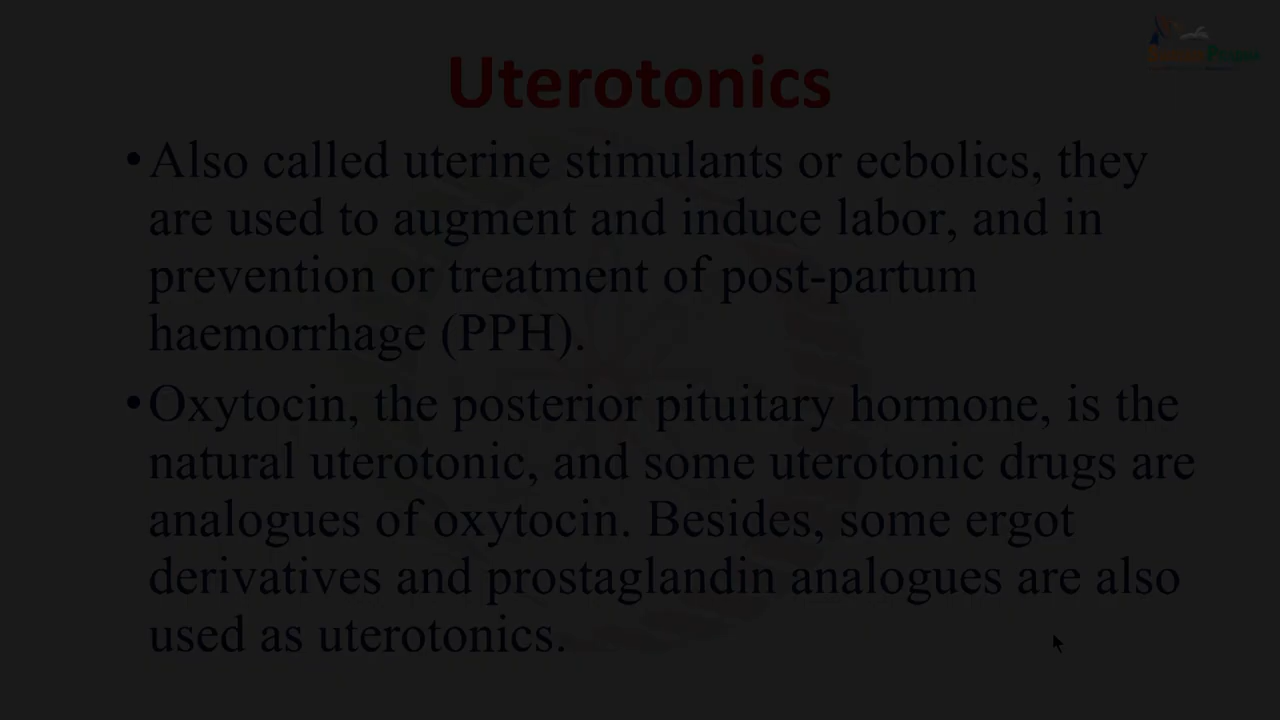 Uterotonics
•Also called uterine stimulants or ecbolics, they
are used to augment and induce labor, and in
prevention or treatment of post-partum
haemorrhage (PPH).
•Oxytocin, the posterior pituitary hormone, is the
natural uterotonic, and some uterotonic drugs are
analogues of oxytocin. Besides, some ergot
derivatives and prostaglandin analogues are also
used as uterotonics.